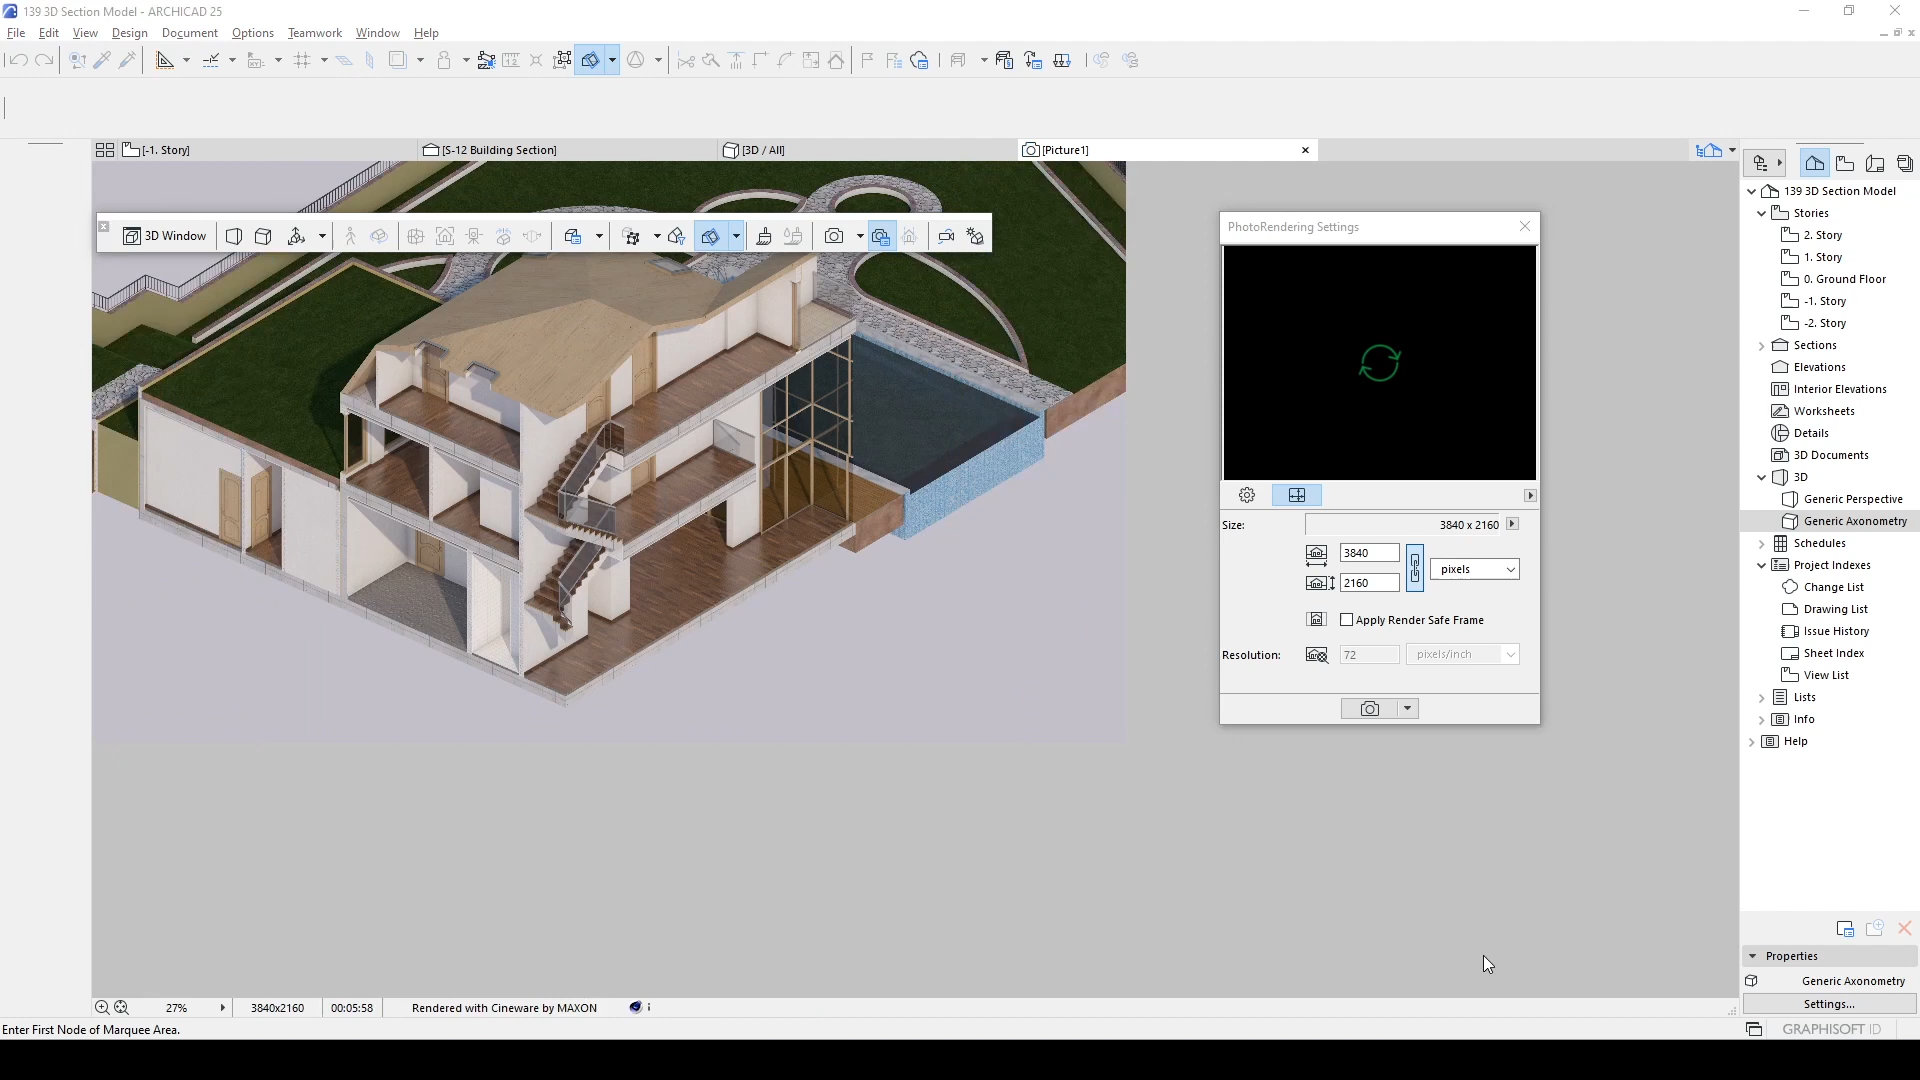 139 3D Section Model - ARCHICAD 25
File Edit View Design Document Options Teamwork Window Help
[-1. Story]
[S-12 Building Section]
[3D / All]
[Picture1]
3D Window
PhotoRendering Settings
Size:
3840 x 2160
3840
2160
pixels
Apply Render Safe Frame
Resolution:
72
pixels/inch
139 3D Section Model
Stories
2. Story
1. Story
0. Ground Floor
-1. Story
-2. Story
Sections
Elevations
Interior Elevations
Worksheets
Details
3D Documents
3D
Generic Perspective
Generic Axonometry
Schedules
Project Indexes
Change List
Drawing List
Issue History
Sheet Index
View List
Lists
Info
Help
Properties
Generic Axonometry
Settings...
27%
3840x2160
00:05:58
Rendered with Cineware by MAXON
i
Enter First Node of Marquee Area.
GRAPHISOFT ID